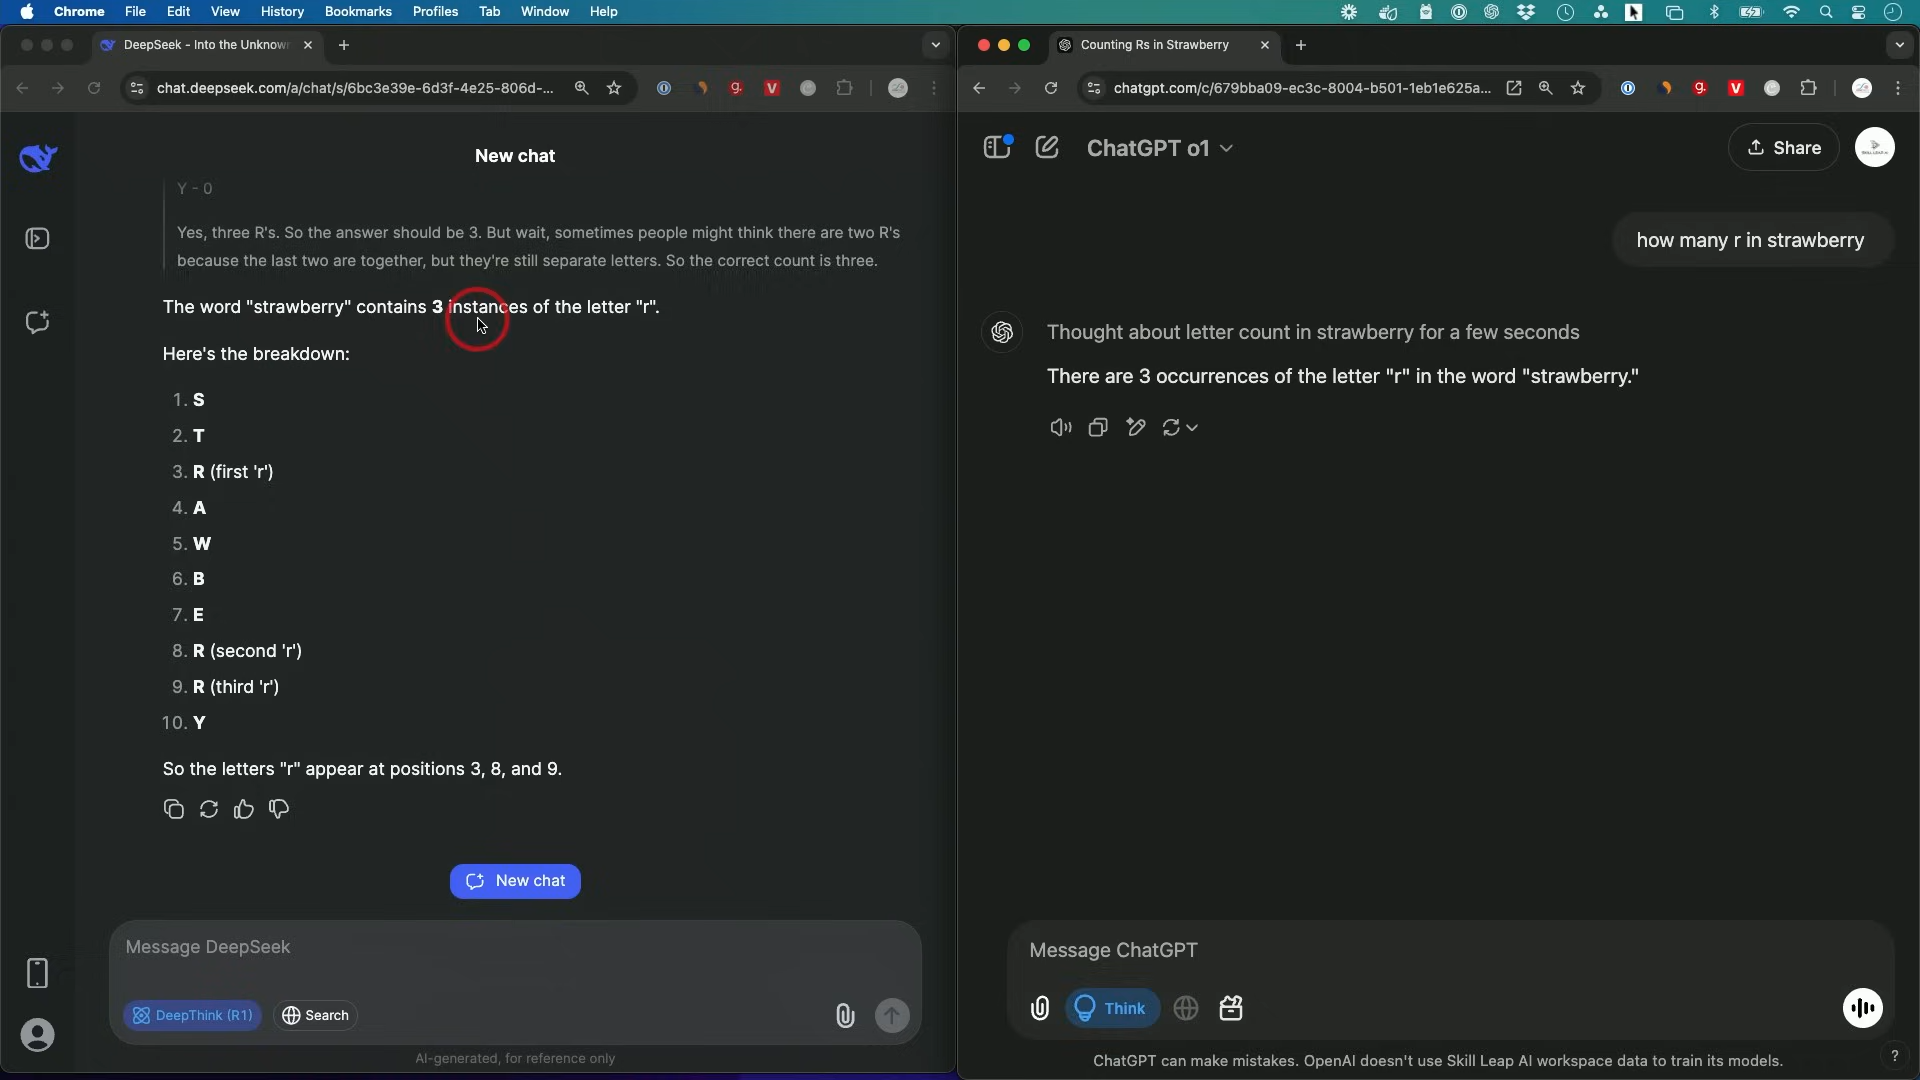 Chrome File Edit View History Bookmarks Profiles Tab Window Help
DeepSeek - Into the Unknown
chat.deepseek.com/a/chat/s/6bc3e39e-6d3f-4e25-806d-...
New chat
Y - 0
Yes, three R's. So the answer should be 3. But wait, sometimes people might think there are two R's
because the last two are together, but they're still separate letters. So the correct count is three.
The word "strawberry" contains 3 instances of the letter "r".
Here's the breakdown:
1. S
2. T
3. R (first 'r')
4. A
5. W
6. B
7. E
8. R (second 'r')
9. R (third 'r')
10. Y
So the letters "r" appear at positions 3, 8, and 9.
New chat
Message DeepSeek
DeepThink (R1) Search
AI-generated, for reference only
Counting Rs in Strawberry
chatgpt.com/c/679bba09-ec3c-8004-b501-1eb1e625a...
ChatGPT o1
Share
how many r in strawberry
Thought about letter count in strawberry for a few seconds
There are 3 occurrences of the letter "r" in the word "strawberry."
Message ChatGPT
Think
ChatGPT can make mistakes. OpenAI doesn't use Skill Leap AI workspace data to train its models.
?